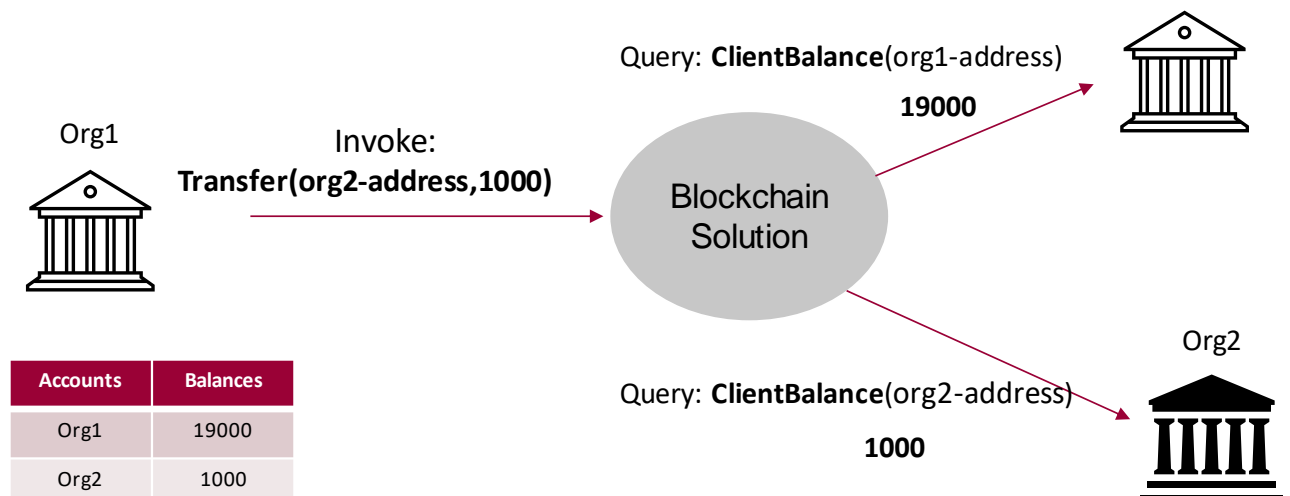 Query: ClientBalance(org1-address)
19000
Org1
Invoke:
Transfer(org2-address,1000)
Blockchain
Solution
Org2
Query: ClientBalance(org2-address)
1000
Accounts Balances
Org1 19000
Org2 1000